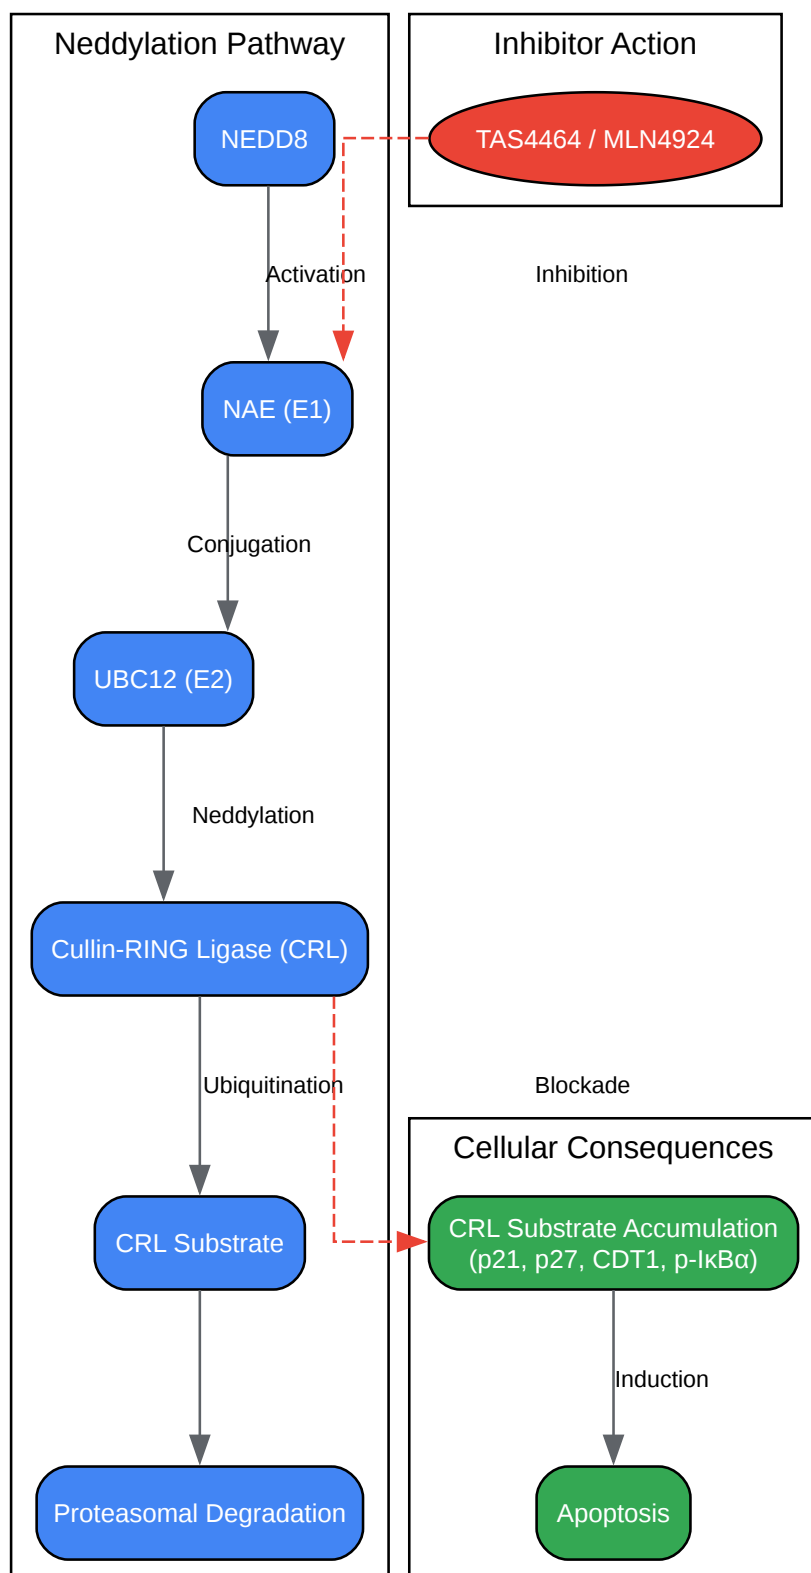 Neddylation Pathway
Inhibitor Action
NEDD8
TAS4464 / MLN4924
Activation
Inhibition
NAE (E1)
Conjugation
UBC12 (E2)
Neddylation
Cullin-RING Ligase (CRL)
Ubiquitination
Blockade
Cellular Consequences
CRL Substrate
CRL Substrate Accumulation
(p21, p27, CDT1, p-IκBα)
Induction
Proteasomal Degradation
Apoptosis